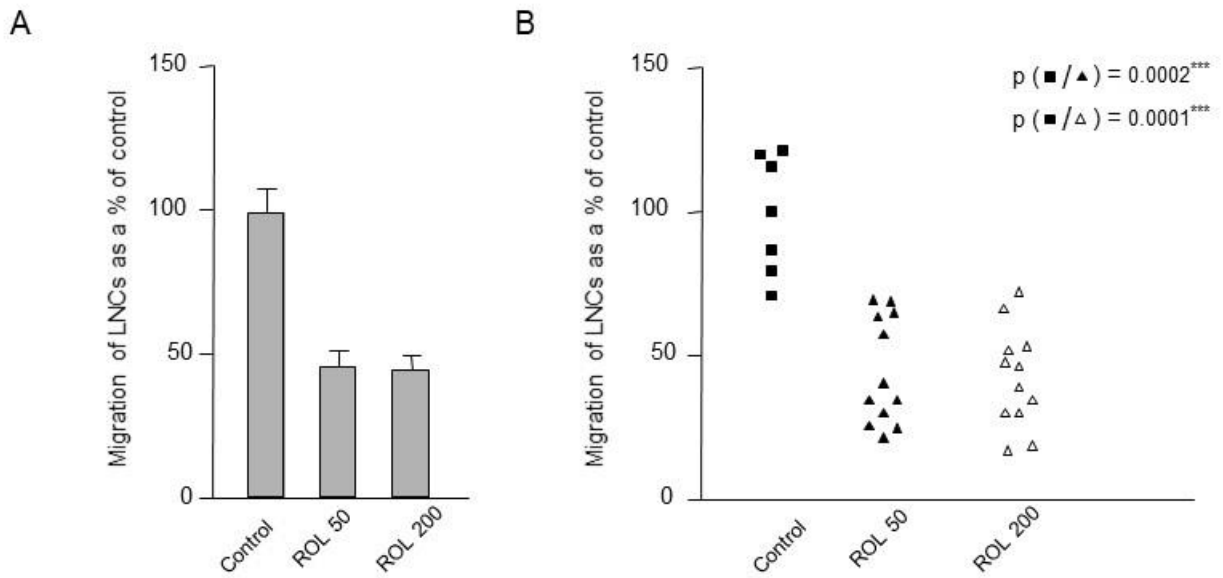 A
Migration of LNCs as a % of control
150
100
50
0
Control
ROL 50
ROL 200
B
Migration of LNCs as a % of control
150
100
50
0
Control
ROL 50
ROL 200
p (■/▲) = 0.0002***
p (■/△) = 0.0001***